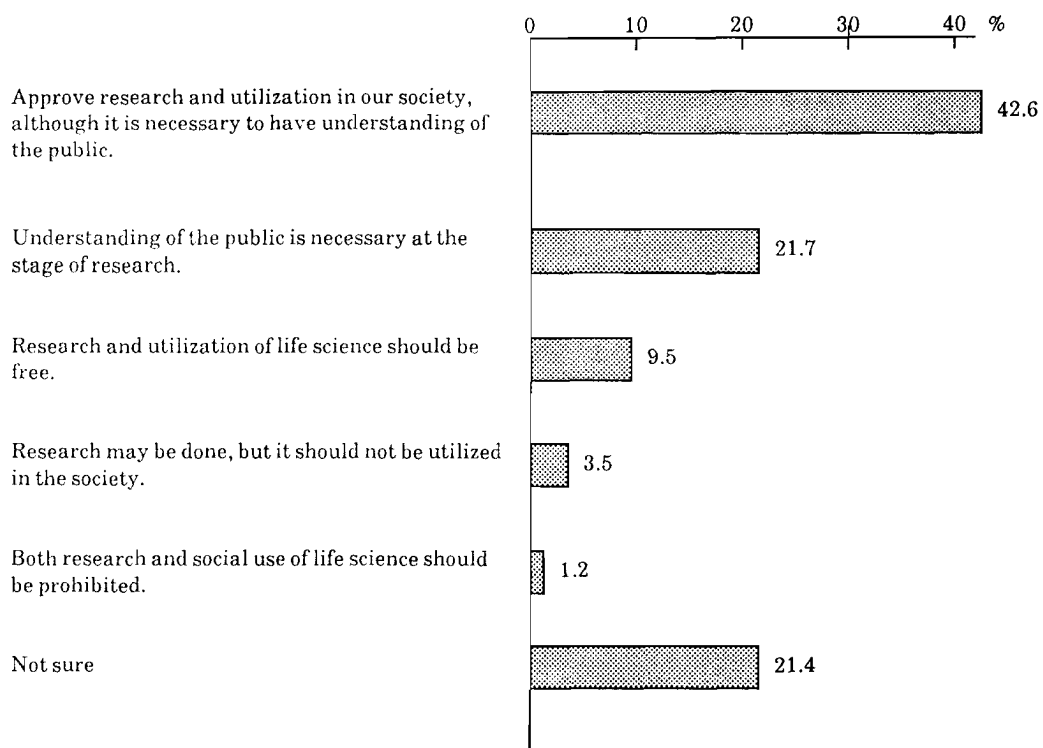 0 10 20 30 40 %
Approve research and utilization in our society,
although it is necessary to have understanding of
the public.
42.6
Understanding of the public is necessary at the
stage of research.
21.7
Research and utilization of life science should be
free.
9.5
Research may be done, but it should not be utilized
in the society.
3.5
Both research and social use of life science should
be prohibited.
1.2
Not sure
21.4